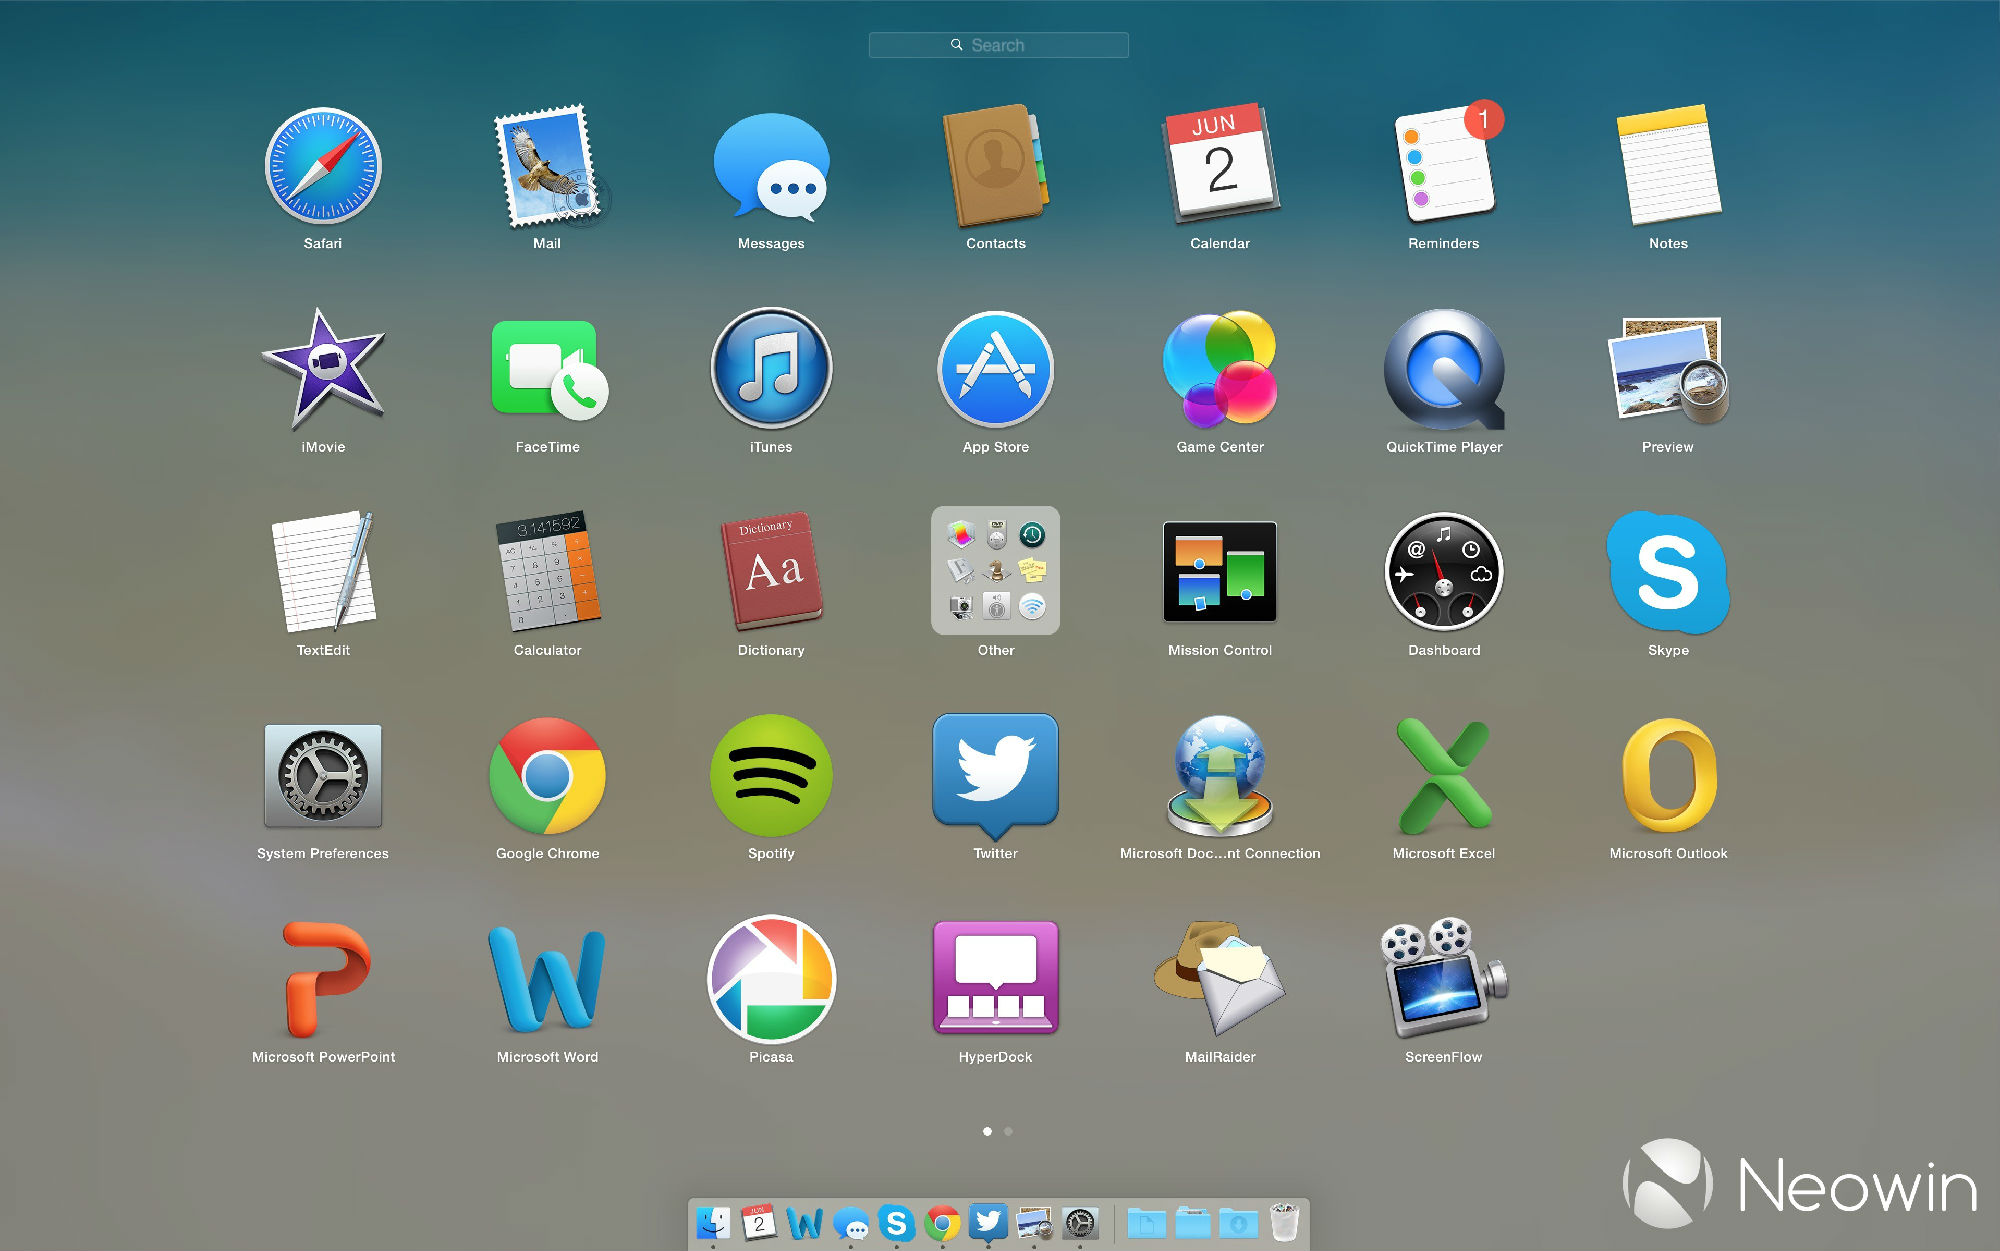 Search
JUN
2
1
Safari
Mail
Messages
Contacts
Calendar
Reminders
Notes
iMovie
FaceTime
iTunes
App Store
Game Center
QuickTime Player
Preview
3.141592
Dictionary
Aa
TextEdit
Calculator
Dictionary
Other
Mission Control
Dashboard
Skype
System Preferences
Google Chrome
Spotify
Twitter
Microsoft Doc...nt Connection
Microsoft Excel
Microsoft Outlook
Microsoft PowerPoint
Microsoft Word
Picasa
HyperDock
MailRaider
ScreenFlow
Neowin
JUN
2